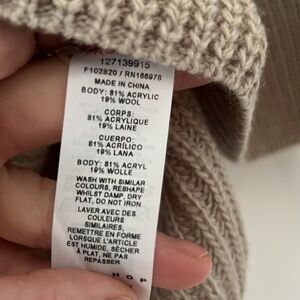 127139915
F102820 / RN166978
MADE IN CHINA
BODY: 81% ACRYLIC
19% WOOL
CORPS:
81% ACRYLIQUE
19% LAINE
CUERPO:
81% ACRÍLICO
19% LANA
BODY: 81% ACRYL
19% WOLLE
WASH WITH SIMILAR
COLOURS, RESHAPE
WHILST DAMP, DRY
FLAT, DO NOT IRON.
LAVER AVEC DES
COULEURS
SIMILAIRES,
REMETTRE EN FORME
LORSQUE L'ARTICLE
EST HUMIDE, SÉCHER
À PLAT, NE PAS
REPASSER
H O P